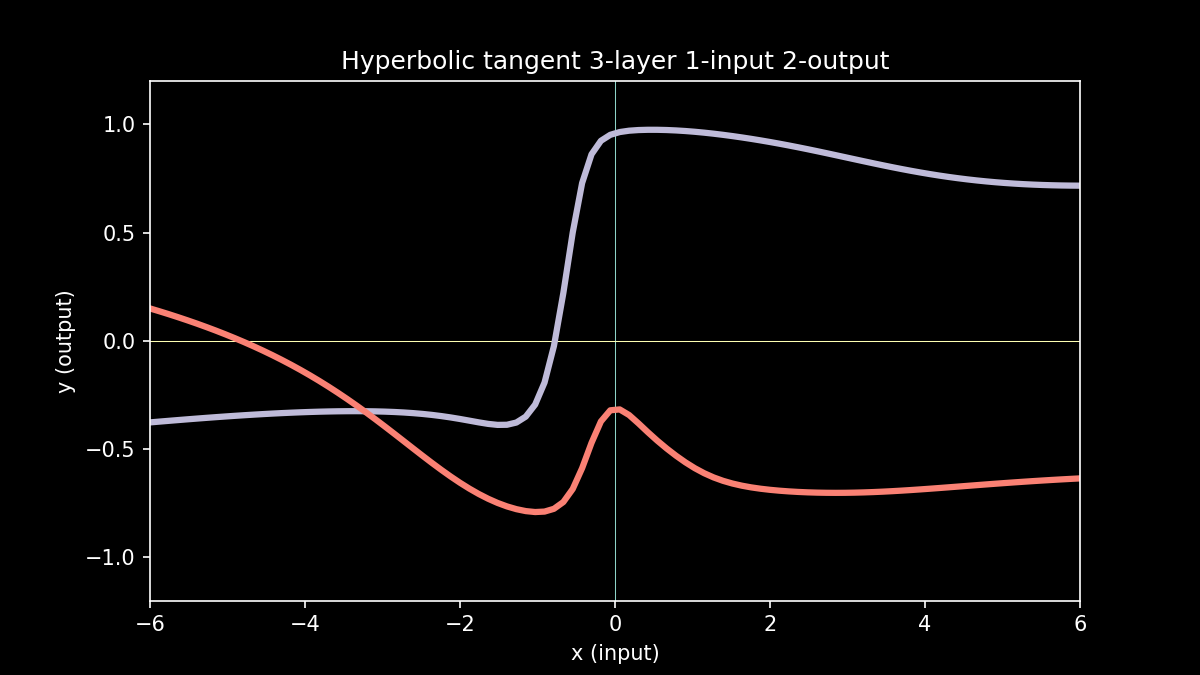 Hyperbolic tangent 3-layer 1-input 2-output
1.0
0.5
0.0
−0.5
−1.0
y (output)
−6 −4 −2 0 2 4 6
x (input)